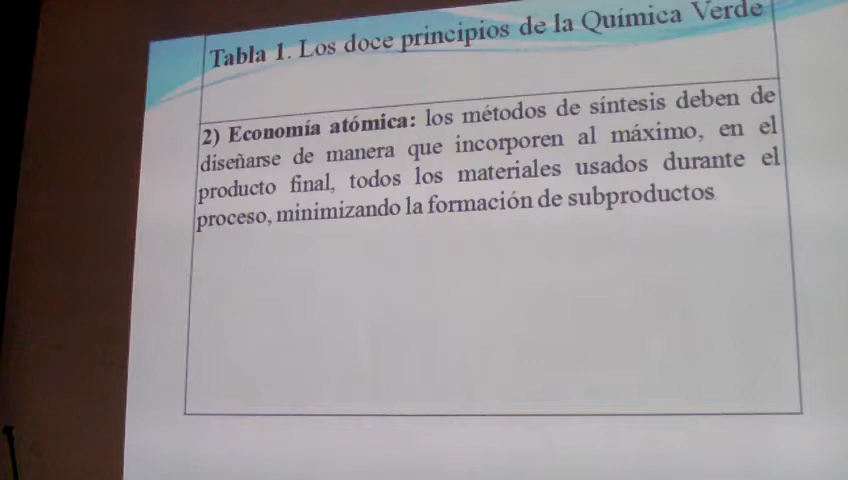 Tabla 1. Los doce principios de la Química Verde
2) Economía atómica: los métodos de síntesis deben de
diseñarse de manera que incorporen al máximo, en el
producto final, todos los materiales usados durante el
proceso, minimizando la formación de subproductos